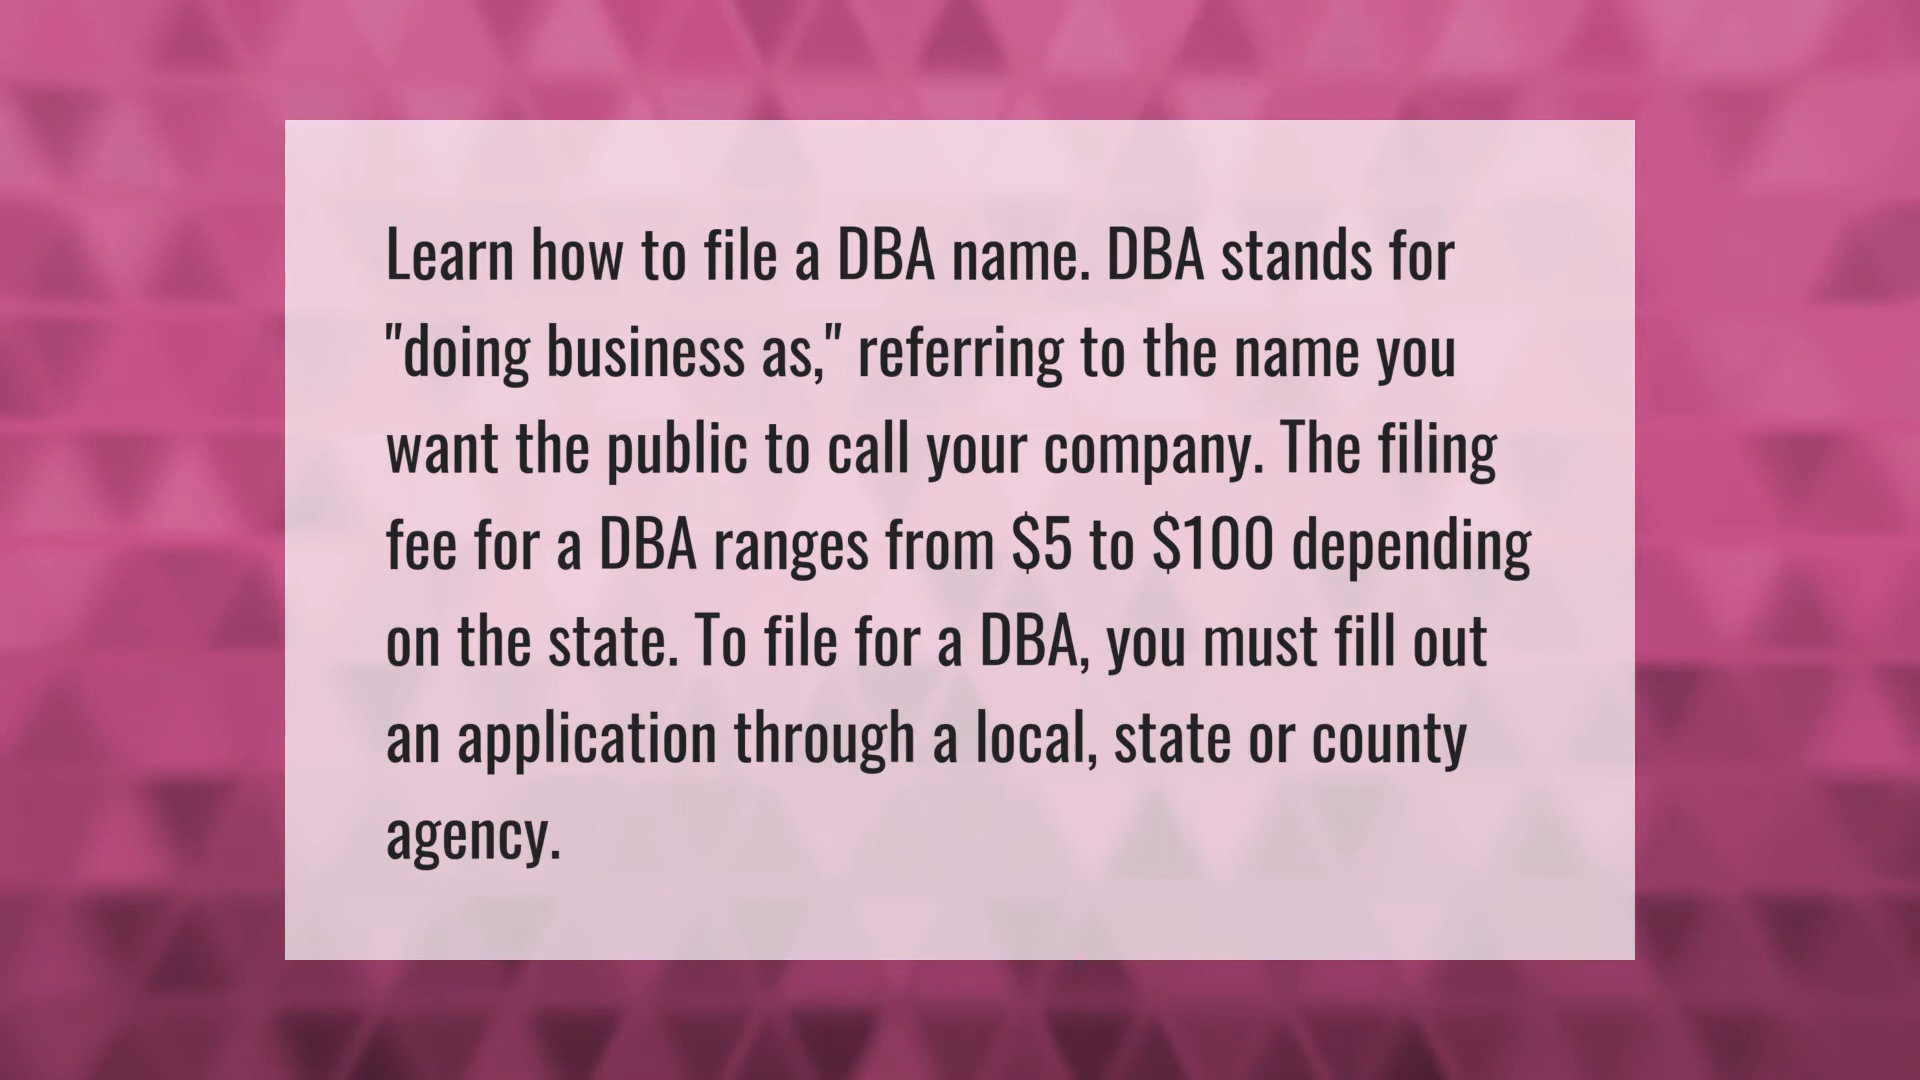 Learn how to file a DBA name. DBA stands for
"doing business as," referring to the name you
want the public to call your company. The filing
fee for a DBA ranges from $5 to $100 depending
on the state. To file for a DBA, you must fill out
an application through a local, state or county
agency.